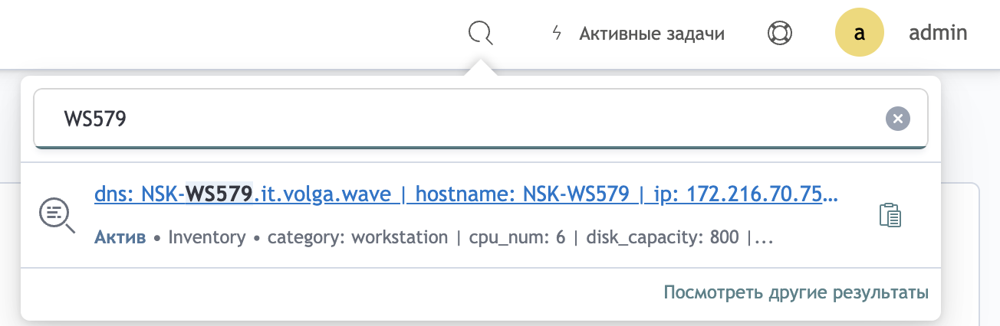 Активные задачи
a
admin
WS579
dns: NSK-WS579.it.volga.wave | hostname: NSK-WS579 | ip: 172.216.70.75...
Актив • Inventory • category: workstation | cpu_num: 6 | disk_capacity: 800 |...
Посмотреть другие результаты